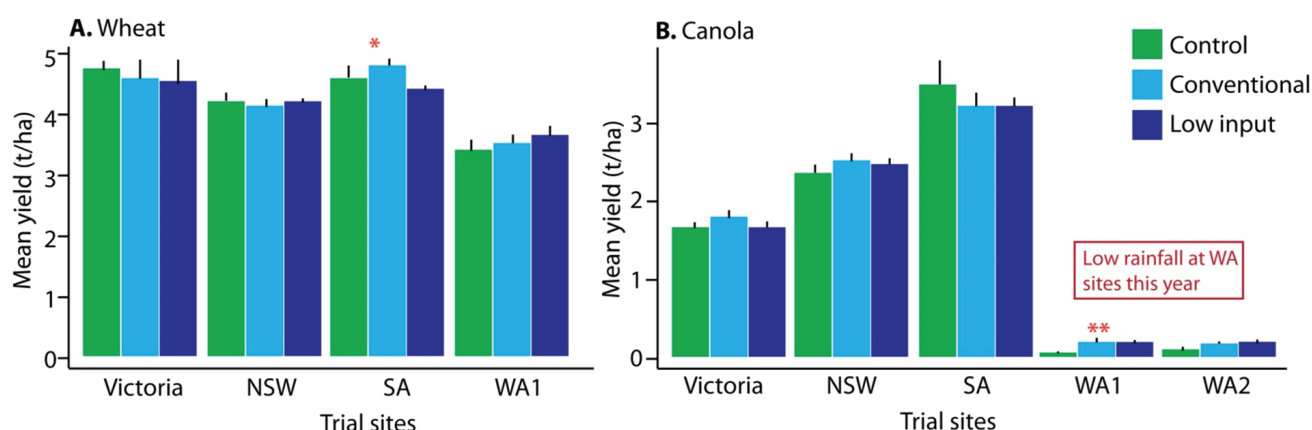 A. Wheat
*
5
4
3
2
1
0
Mean yield (t/ha)
Victoria NSW SA WA1
Trial sites
B. Canola
Control
Conventional
Low input
3
2
1
0
Mean yield (t/ha)
Low rainfall at WA
sites this year
**
Victoria NSW SA WA1 WA2
Trial sites